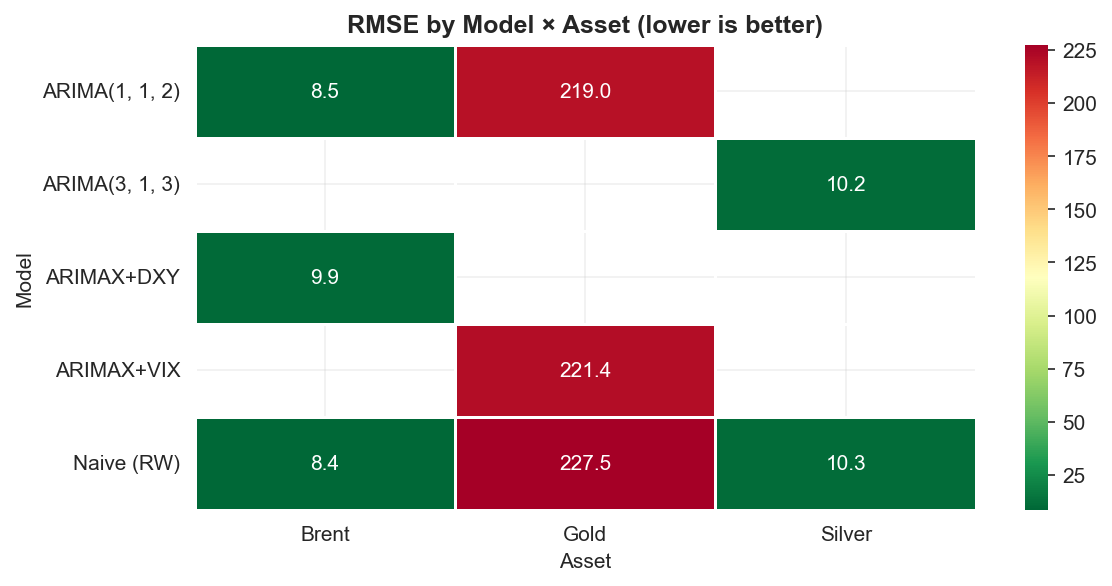 RMSE by Model × Asset (lower is better)
Model
ARIMA(1, 1, 2) 8.5 219.0
ARIMA(3, 1, 3) 10.2
ARIMAX+DXY 9.9
ARIMAX+VIX 221.4
Naive (RW) 8.4 227.5 10.3
Brent Gold Silver
Asset
225
200
175
150
125
100
75
50
25